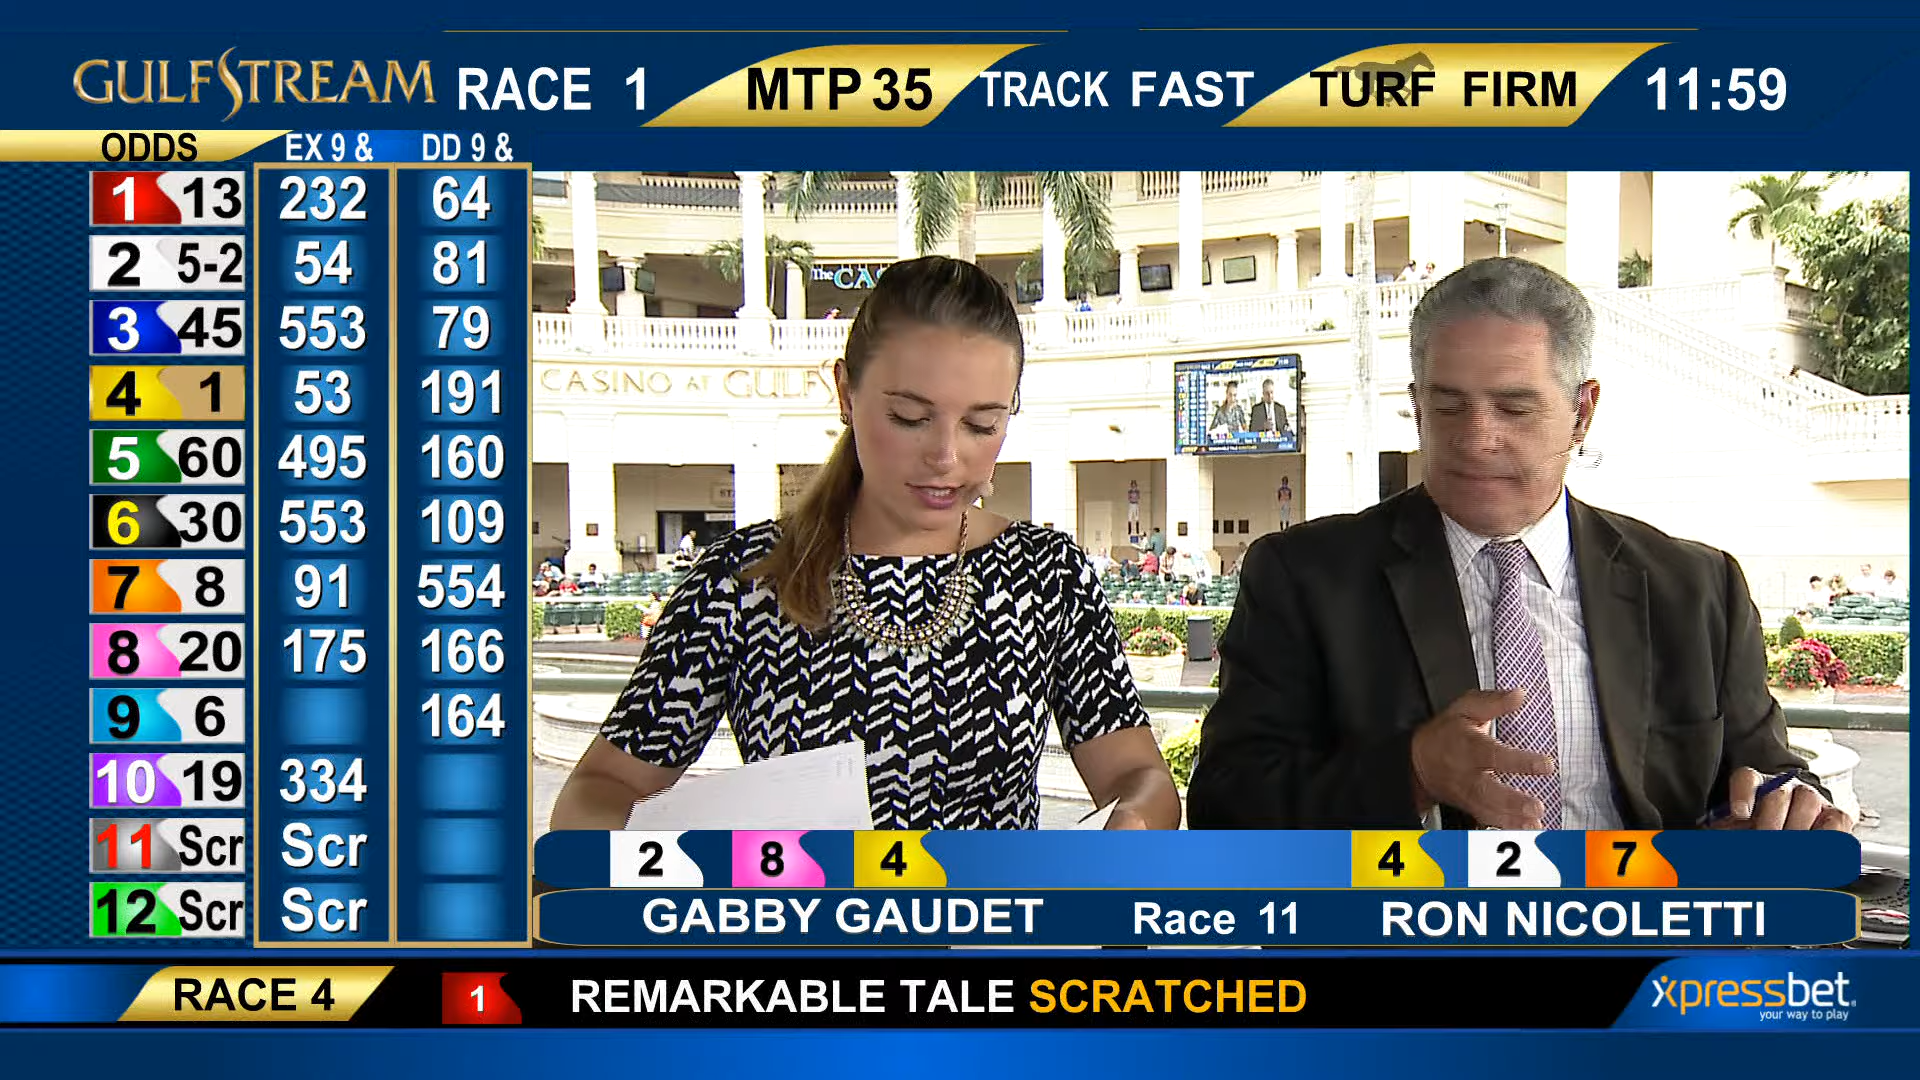 GULFSTREAM RACE 1 MTP 35 TRACK FAST TURF FIRM 11:59
ODDS EX 9 & DD 9 &
1 13 232 64
2 5-2 54 81
3 45 553 79
4 1 53 191
5 60 495 160
6 30 553 109
7 8 91 554
8 20 175 166
9 6 164
10 19 334
11 Scr Scr
12 Scr Scr
The CAS
CASINO AT GULFS
2 8 4 4 2 7
GABBY GAUDET Race 11 RON NICOLETTI
RACE 4 1 REMARKABLE TALE SCRATCHED xpressbet
your way to play